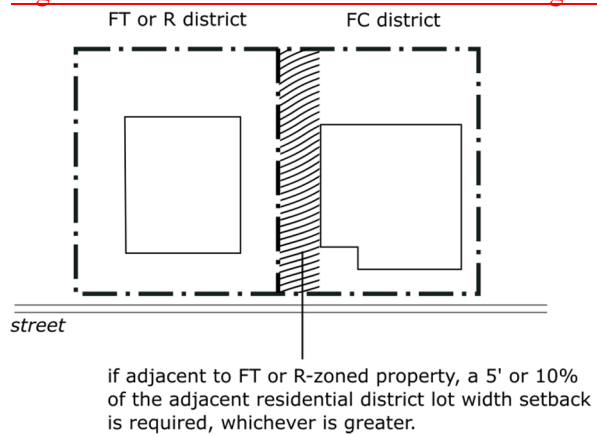 FT or R district
FC district
street
if adjacent to FT or R-zoned property, a 5' or 10%
of the adjacent residential district lot width setback
is required, whichever is greater.